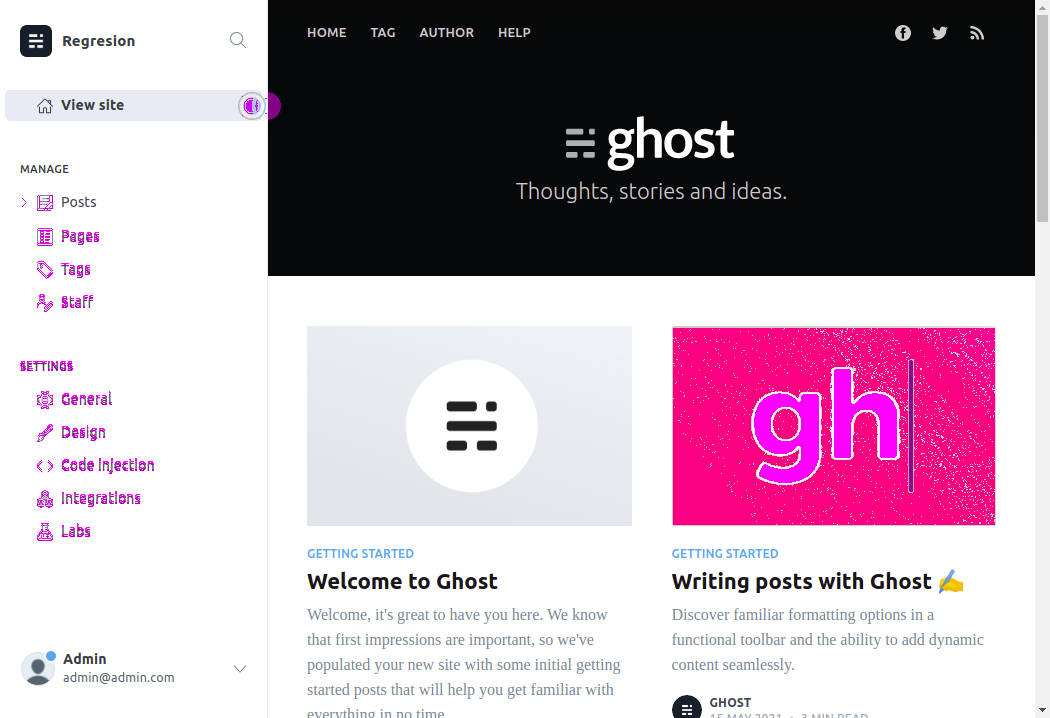 Regresion
View site
MANAGE
Posts
Pages
Tags
Staff
SETTINGS
General
Design
Code injection
Integrations
Labs
Admin
admin@admin.com
HOME TAG AUTHOR HELP
ghost
Thoughts, stories and ideas.
GETTING STARTED
Welcome to Ghost
Welcome, it's great to have you here. We know
that first impressions are important, so we've
populated your new site with some initial getting
started posts that will help you get familiar with
everything in no time
gh
GETTING STARTED
Writing posts with Ghost ✍️
Discover familiar formatting options in a
functional toolbar and the ability to add dynamic
content seamlessly.
GHOST
15 MAY 2021 • 3 MIN READ